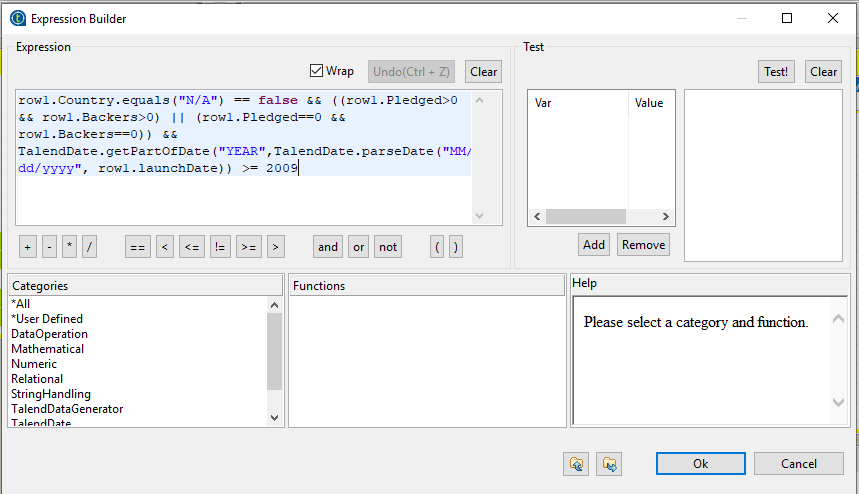 Expression Builder
Expression
Wrap
Undo(Ctrl + Z)
Clear
row1.Country.equals("N/A") == false && ((row1.Pledged>0
&& row1.Backers>0) || (row1.Pledged==0 &&
row1.Backers==0)) &&
TalendDate.getPartOfDate("YEAR",TalendDate.parseDate("MM/
dd/yyyy", row1.launchDate)) >= 2009
+ - * / == < <= != >= > and or not ( )
Test
Test!
Clear
Var Value
Add
Remove
Categories
*All
*User Defined
DataOperation
Mathematical
Numeric
Relational
StringHandling
TalendDataGenerator
TalendDate
Functions
Help
Please select a category and function.
Ok
Cancel